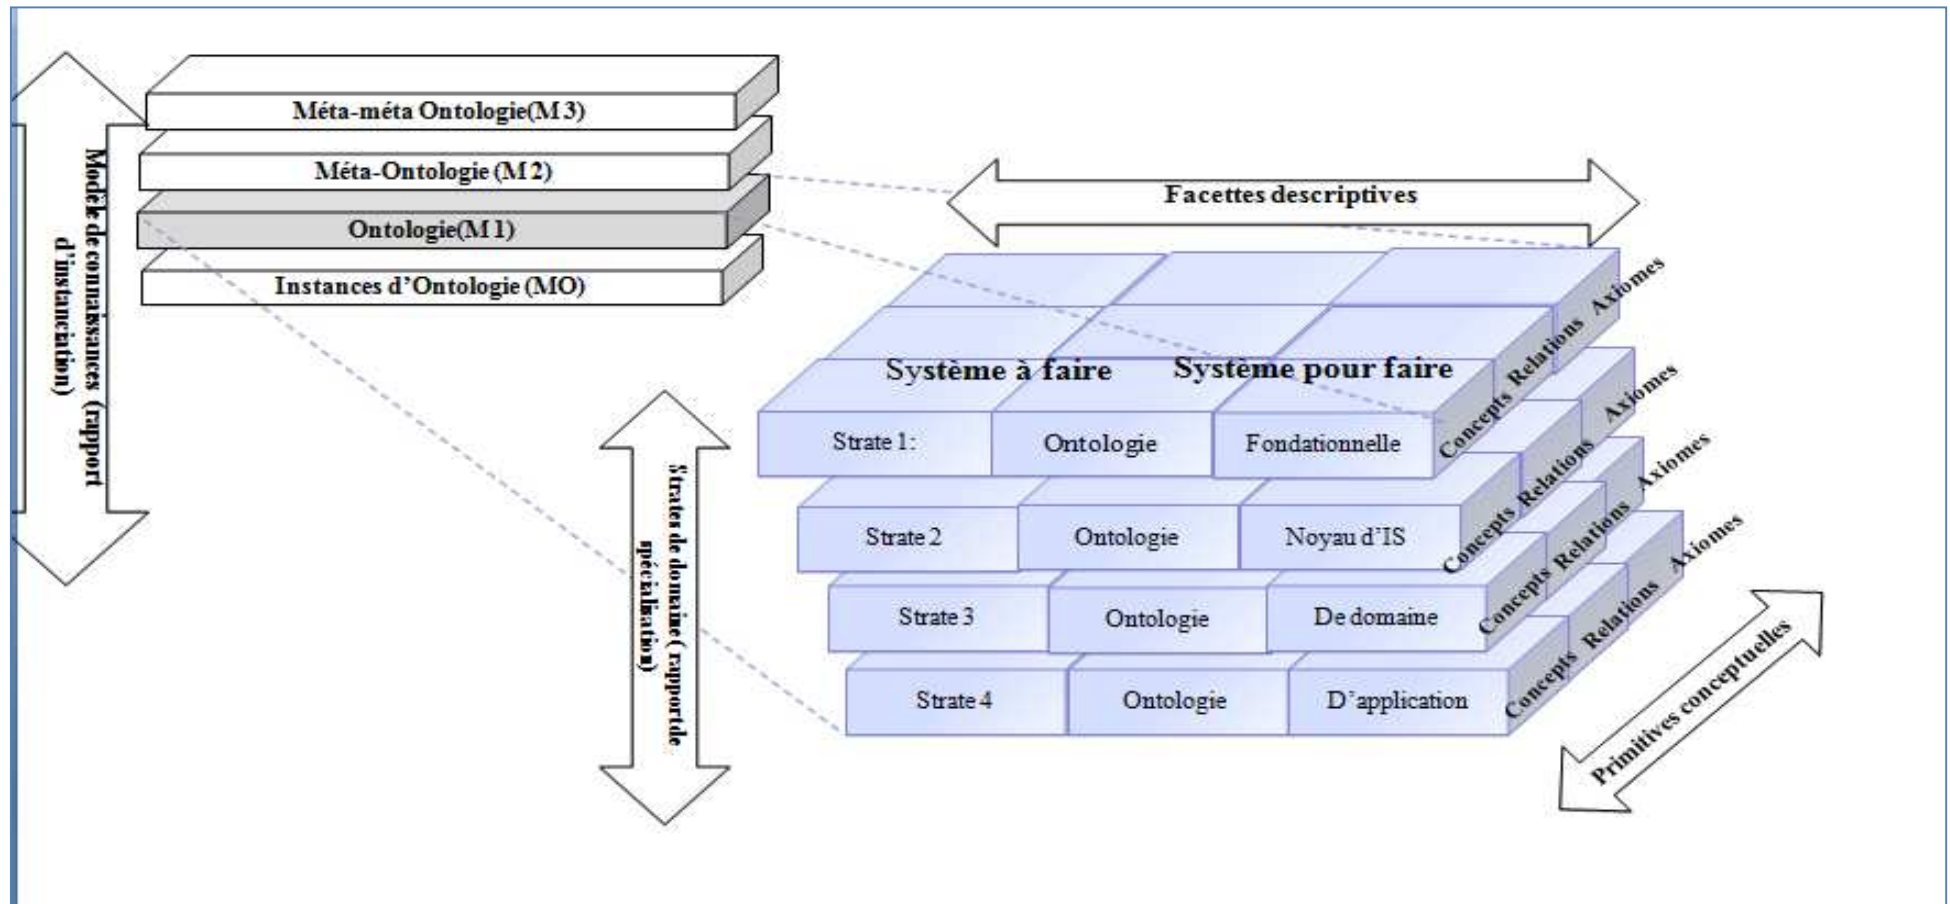 Méta-méta Ontologie(M3)
Méta-Ontologie (M2)
Ontologie(M1)
Instances d'Ontologie (MO)
Modèle de connaissances (rapport
d'instanciation)
Facettes descriptives
Système à faire
Système pour faire
Strate 1:
Ontologie
Fondationnelle
Concepts
Relations
Axiomes
Strate 2
Ontologie
Noyau d'IS
Concepts
Relations
Axiomes
Strate 3
Ontologie
De domaine
Concepts
Relations
Axiomes
Strate 4
Ontologie
D'application
Concepts
Relations
Axiomes
Strates de domaine ( rapport de
spécialisation)
Primitives conceptuelles